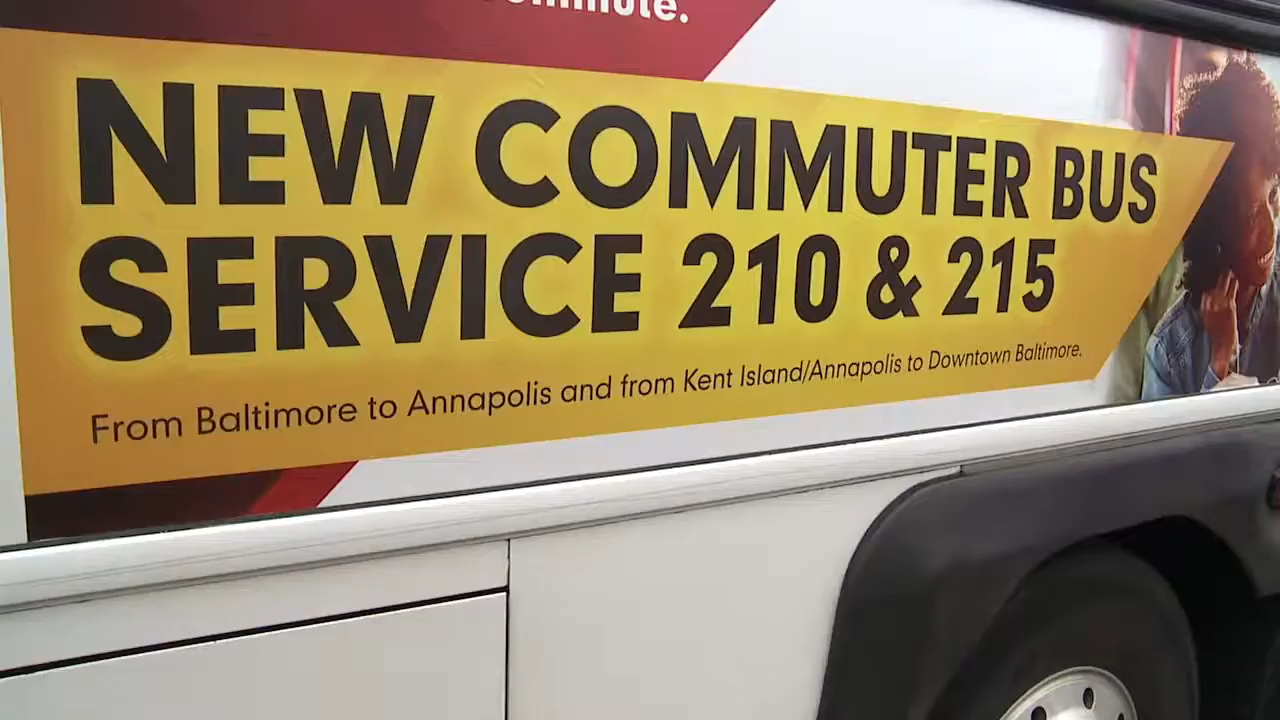 NEW COMMUTER BUS
SERVICE 210 & 215
From Baltimore to Annapolis and from Kent Island/Annapolis to Downtown Baltimore.